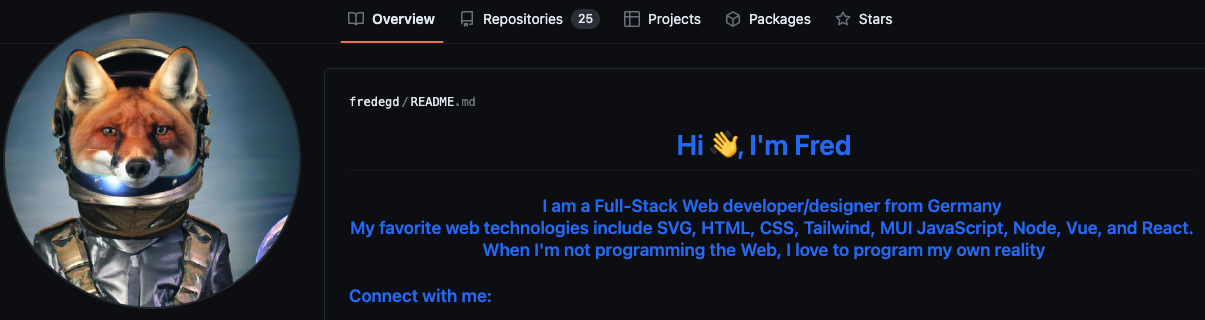 Overview Repositories 25 Projects Packages Stars
fredegd/README.md
Hi 👋, I'm Fred
I am a Full-Stack Web developer/designer from Germany
My favorite web technologies include SVG, HTML, CSS, Tailwind, MUI JavaScript, Node, Vue, and React.
When I'm not programming the Web, I love to program my own reality
Connect with me: